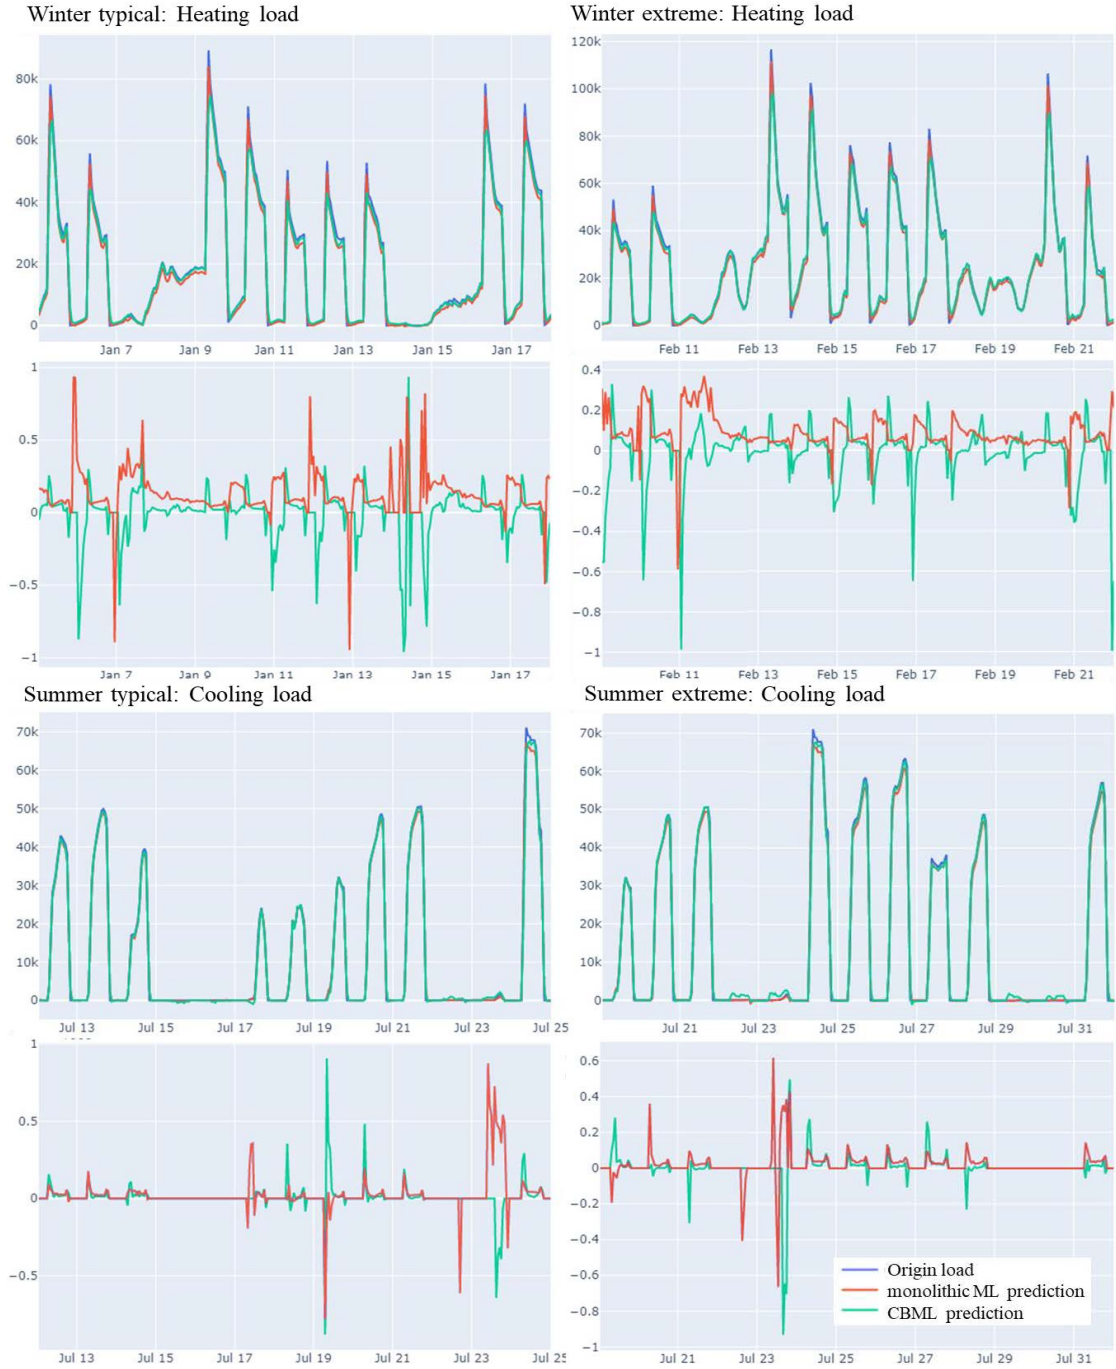 Winter typical: Heating load
80k
60k
40k
20k
0
Jan 7 Jan 9 Jan 11 Jan 13 Jan 15 Jan 17
1
0.5
0
−0.5
−1
Jan 7 Jan 9 Jan 11 Jan 13 Jan 15 Jan 17
Winter extreme: Heating load
120k
100k
80k
60k
40k
20k
0
Feb 11 Feb 13 Feb 15 Feb 17 Feb 19 Feb 21
0.4
0.2
0
−0.2
−0.4
−0.6
−0.8
−1
Feb 11 Feb 13 Feb 15 Feb 17 Feb 19 Feb 21
Summer typical: Cooling load
70k
60k
50k
40k
30k
20k
10k
0
Jul 13 Jul 15 Jul 17 Jul 19 Jul 21 Jul 23 Jul 25
1
0.5
0
−0.5
Jul 13 Jul 15 Jul 17 Jul 19 Jul 21 Jul 23 Jul 25
Summer extreme: Cooling load
70k
60k
50k
40k
30k
20k
10k
0
Jul 21 Jul 23 Jul 25 Jul 27 Jul 29 Jul 31
0.6
0.4
0.2
0
−0.2
−0.4
−0.6
−0.8
−1
Jul 21 Jul 23 Jul 25 Jul 27 Jul 29 Jul 31
Origin load
monolithic ML prediction
CBML prediction